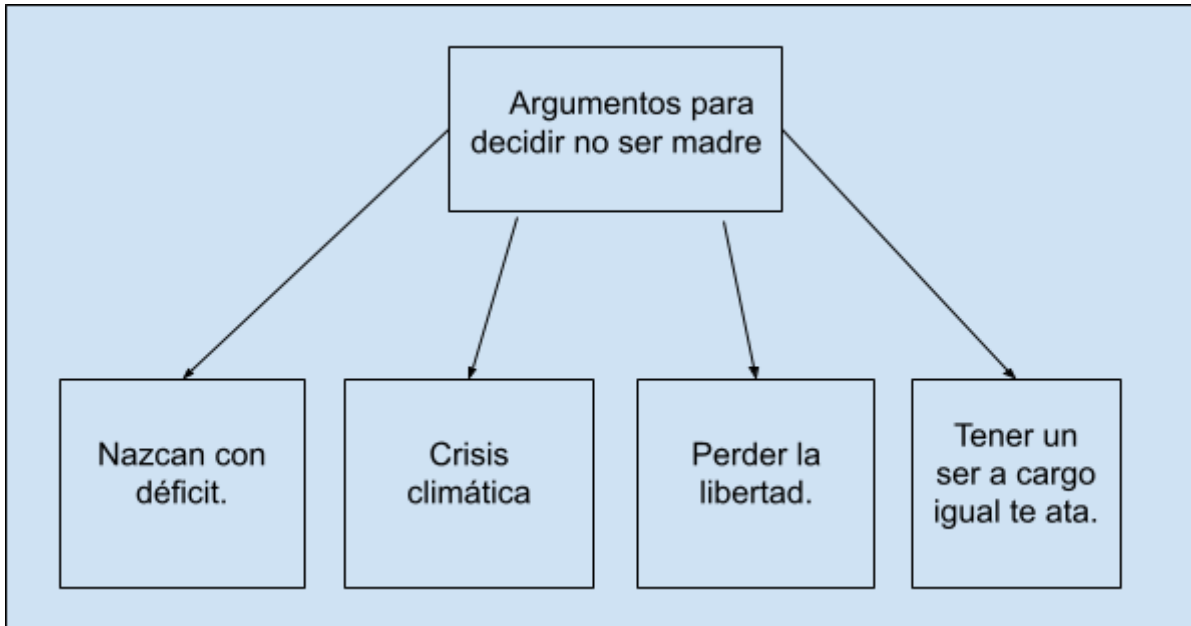 Argumentos para
decidir no ser madre
Nazcan con
déficit.
Crisis
climática
Perder la
libertad.
Tener un
ser a cargo
igual te ata.